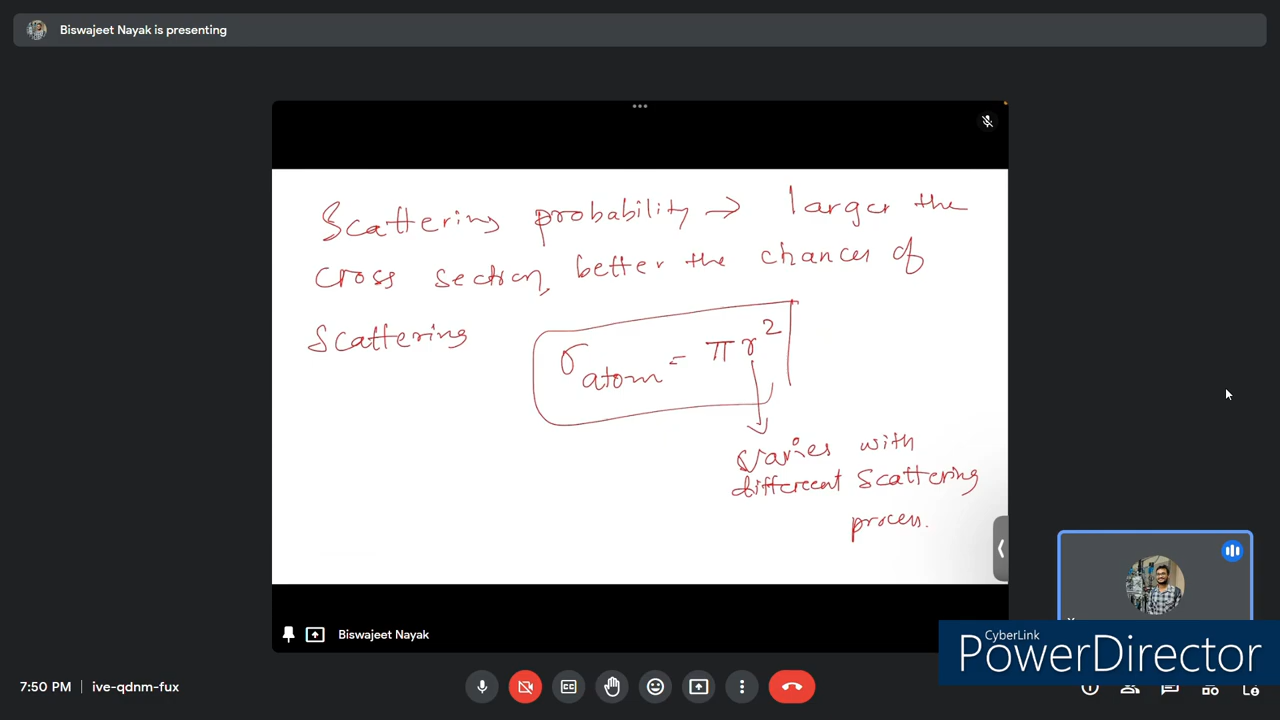 Biswajeet Nayak is presenting
Scattering probability → larger the
cross section, better the chances of
scattering
σ atom = πr²
varies with
different scattering
process.
Biswajeet Nayak
CyberLink
PowerDirector
7:50 PM | ive-qdnm-fux